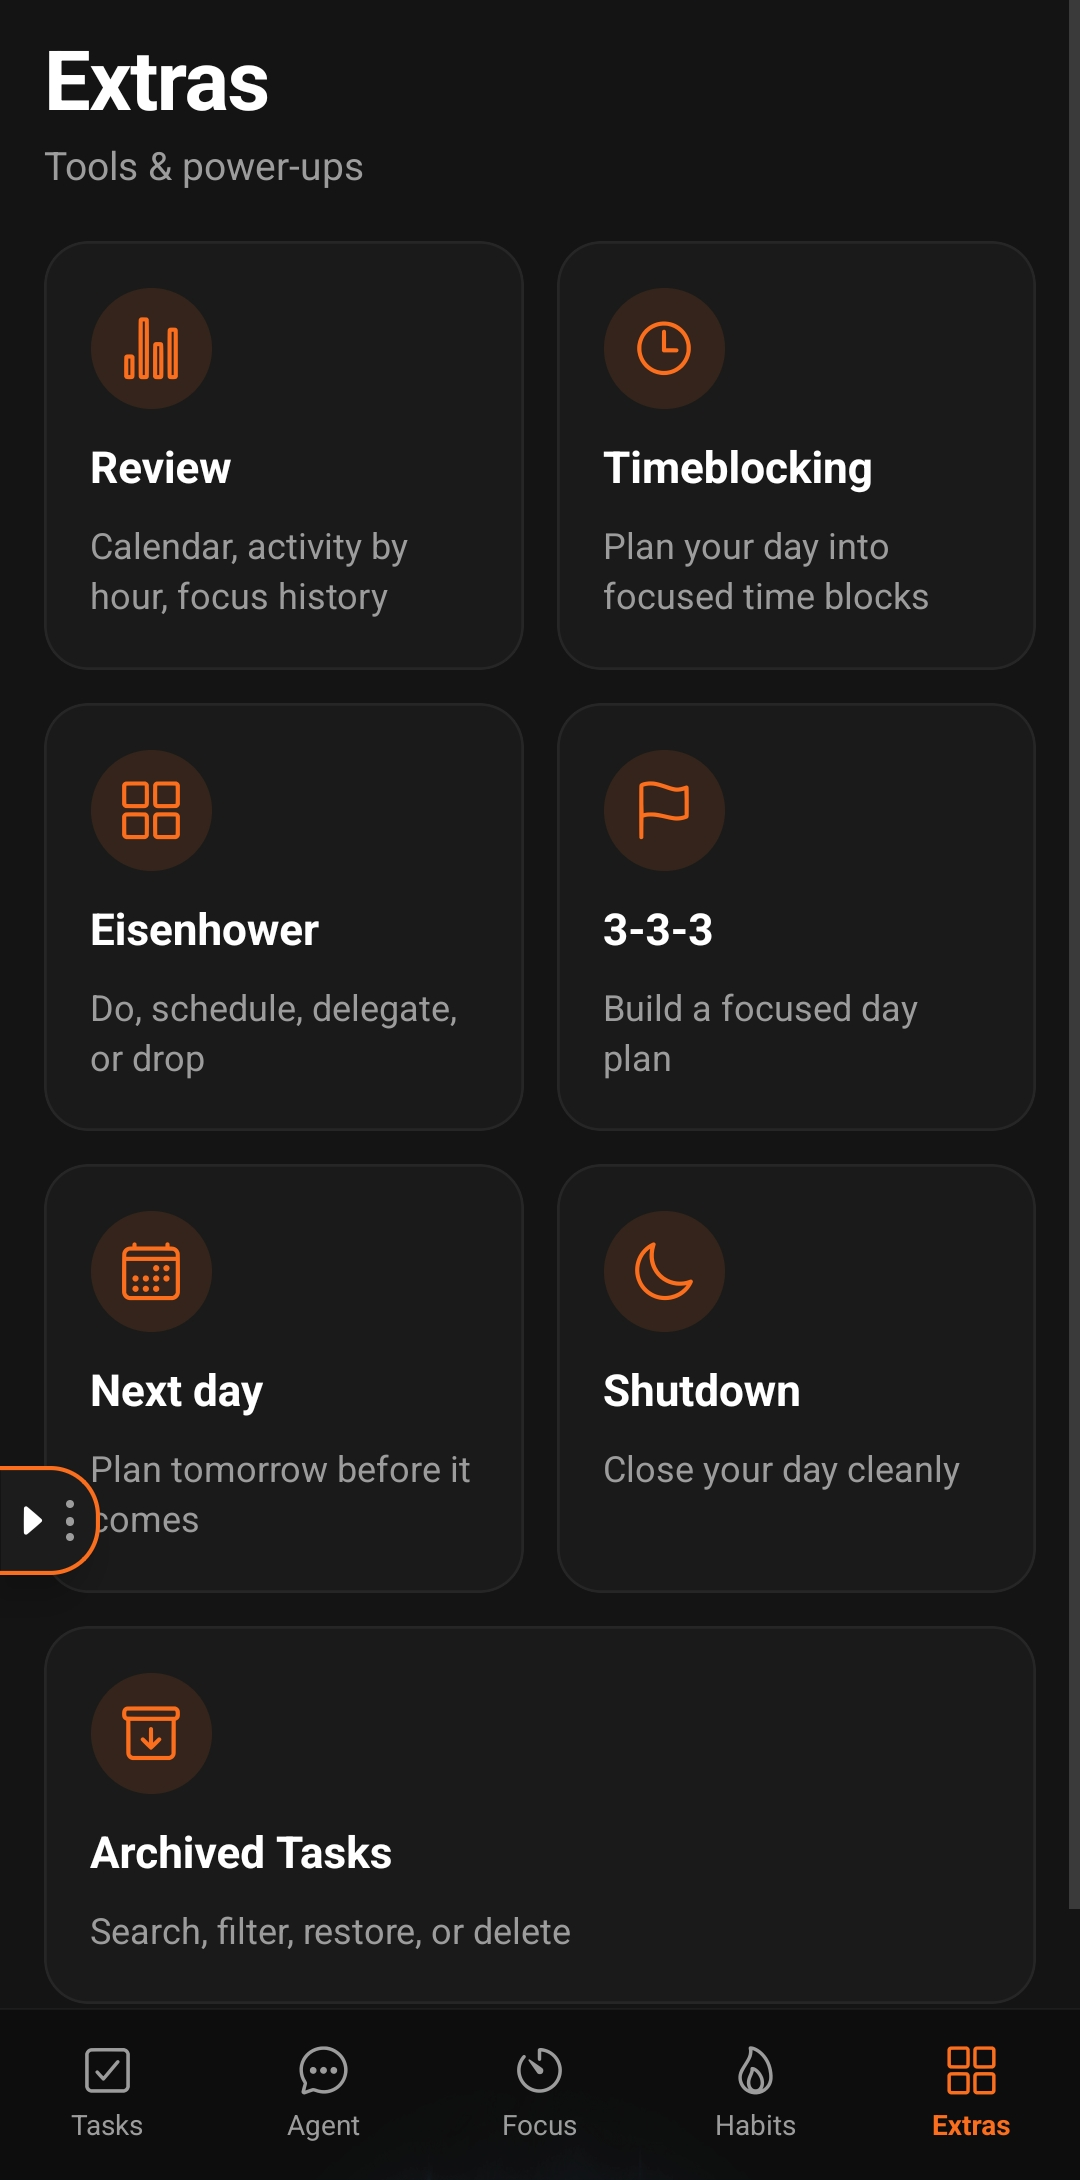 Extras
Tools & power-ups
Review
Calendar, activity by
hour, focus history
Timeblocking
Plan your day into
focused time blocks
Eisenhower
Do, schedule, delegate,
or drop
3-3-3
Build a focused day
plan
Next day
Plan tomorrow before it
comes
Shutdown
Close your day cleanly
Archived Tasks
Search, filter, restore, or delete
Tasks
Agent
Focus
Habits
Extras